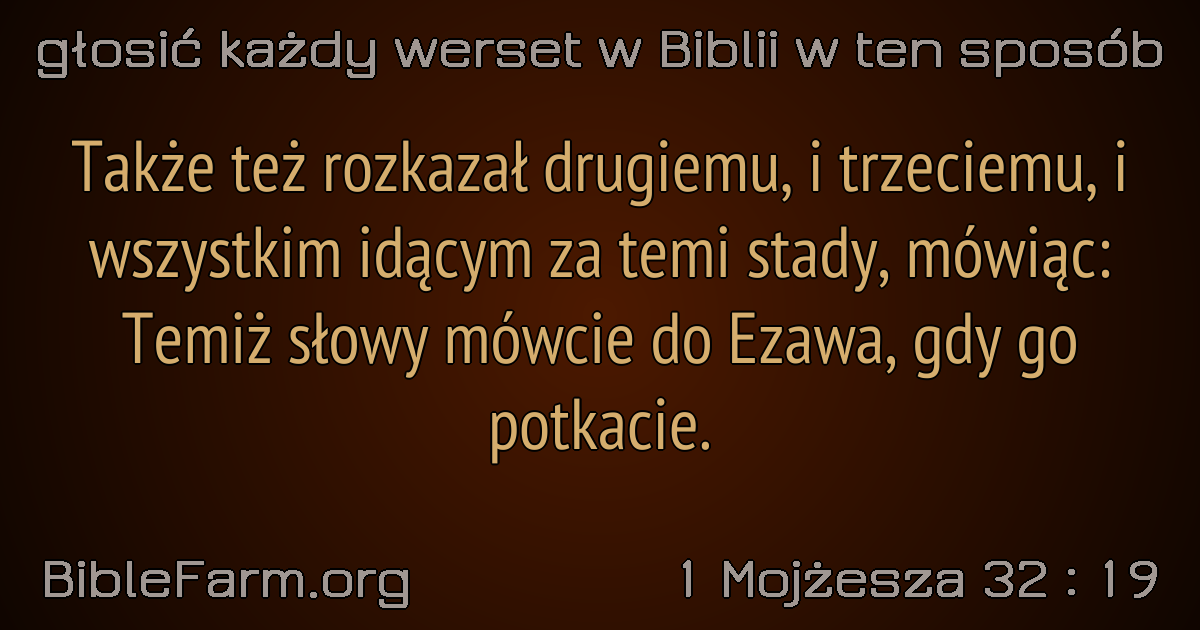 głosić każdy werset w Biblii w ten sposób
Także też rozkazał drugiemu, i trzeciemu, i
wszystkim idącym za temi stady, mówiąc:
Temiż słowy mówcie do Ezawa, gdy go
potkacie.
BibleFarm.org
1 Mojżesza 32 : 19